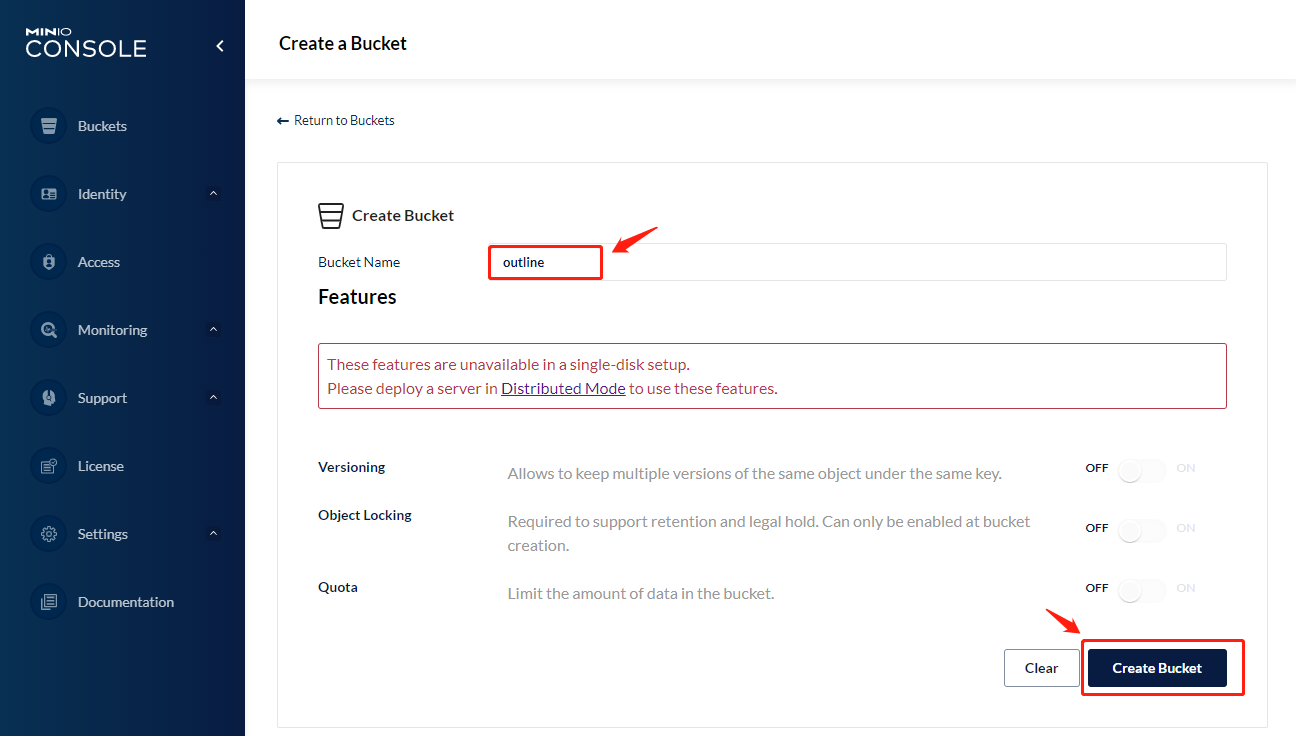 MINIO
CONSOLE
Buckets
Identity
Access
Monitoring
Support
License
Settings
Documentation
Create a Bucket
Return to Buckets
Create Bucket
Bucket Name outline
Features
These features are unavailable in a single-disk setup.
Please deploy a server in Distributed Mode to use these features.
Versioning Allows to keep multiple versions of the same object under the same key. OFF ON
Object Locking Required to support retention and legal hold. Can only be enabled at bucket creation. OFF ON
Quota Limit the amount of data in the bucket. OFF ON
Clear Create Bucket